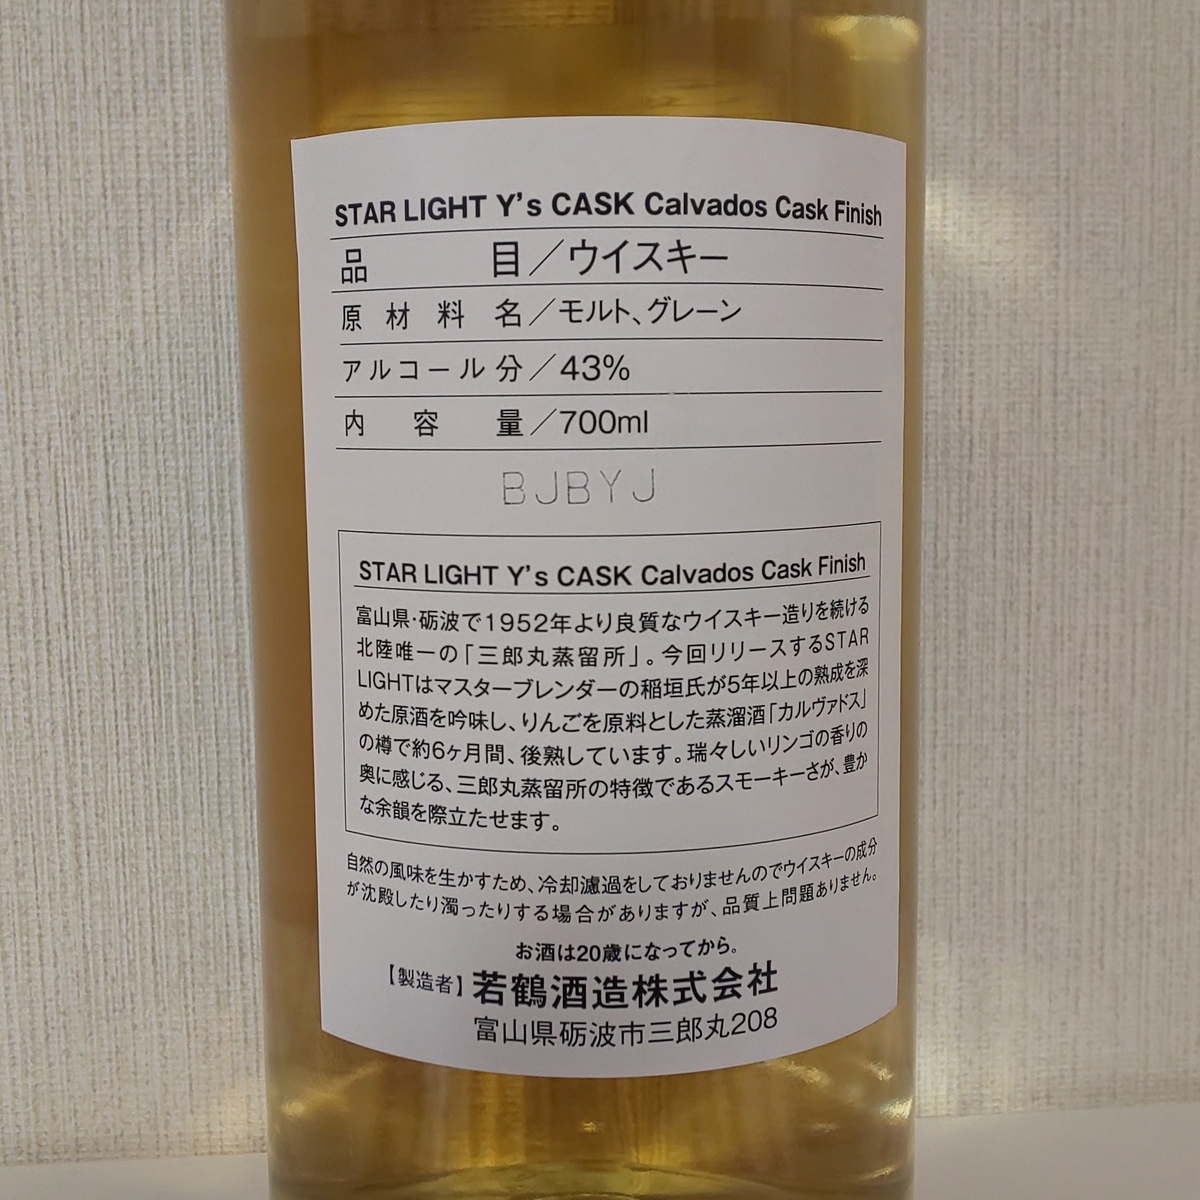 STAR LIGHT Y's CASK Calvados Cask Finish
品目／ウイスキー
原材料名／モルト、グレーン
アルコール分／43%
内容量／700ml
BJBYJ
STAR LIGHT Y's CASK Calvados Cask Finish
富山県・砺波で1952年より良質なウイスキー造りを続ける
北陸唯一の「三郎丸蒸留所」。今回リリースするSTAR
LIGHTはマスターブレンダーの稲垣氏が5年以上の熟成を深
めた原酒を吟味し、りんごを原料とした蒸溜酒「カルヴァドス」
の樽で約6ヶ月間、後熟しています。瑞々しいリンゴの香りの
奥に感じる、三郎丸蒸留所の特徴であるスモーキーさが、豊か
な余韻を際立たせます。
自然の風味を生かすため、冷却濾過をしておりませんのでウイスキーの成分
が沈殿したり濁ったりする場合がありますが、品質上問題ありません。
お酒は20歳になってから。
【製造者】若鶴酒造株式会社
富山県砺波市三郎丸208